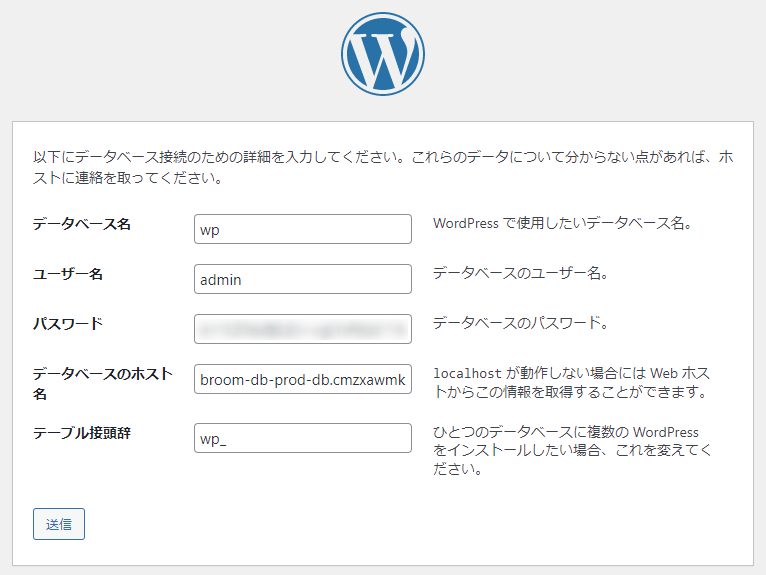 以下にデータベース接続のための詳細を入力してください。これらのデータについて分からない点があれば、ホ
ストに連絡を取ってください。
データベース名
wp
WordPress で使用したいデータベース名。
ユーザー名
admin
データベースのユーザー名。
パスワード
データベースのパスワード。
データベースのホスト
名
broom-db-prod-db.cmzxawmk
localhost が動作しない場合には Web ホス
トからこの情報を取得することができます。
テーブル接頭辞
wp_
ひとつのデータベースに複数の WordPress
をインストールしたい場合、これを変えてく
ださい。
送信